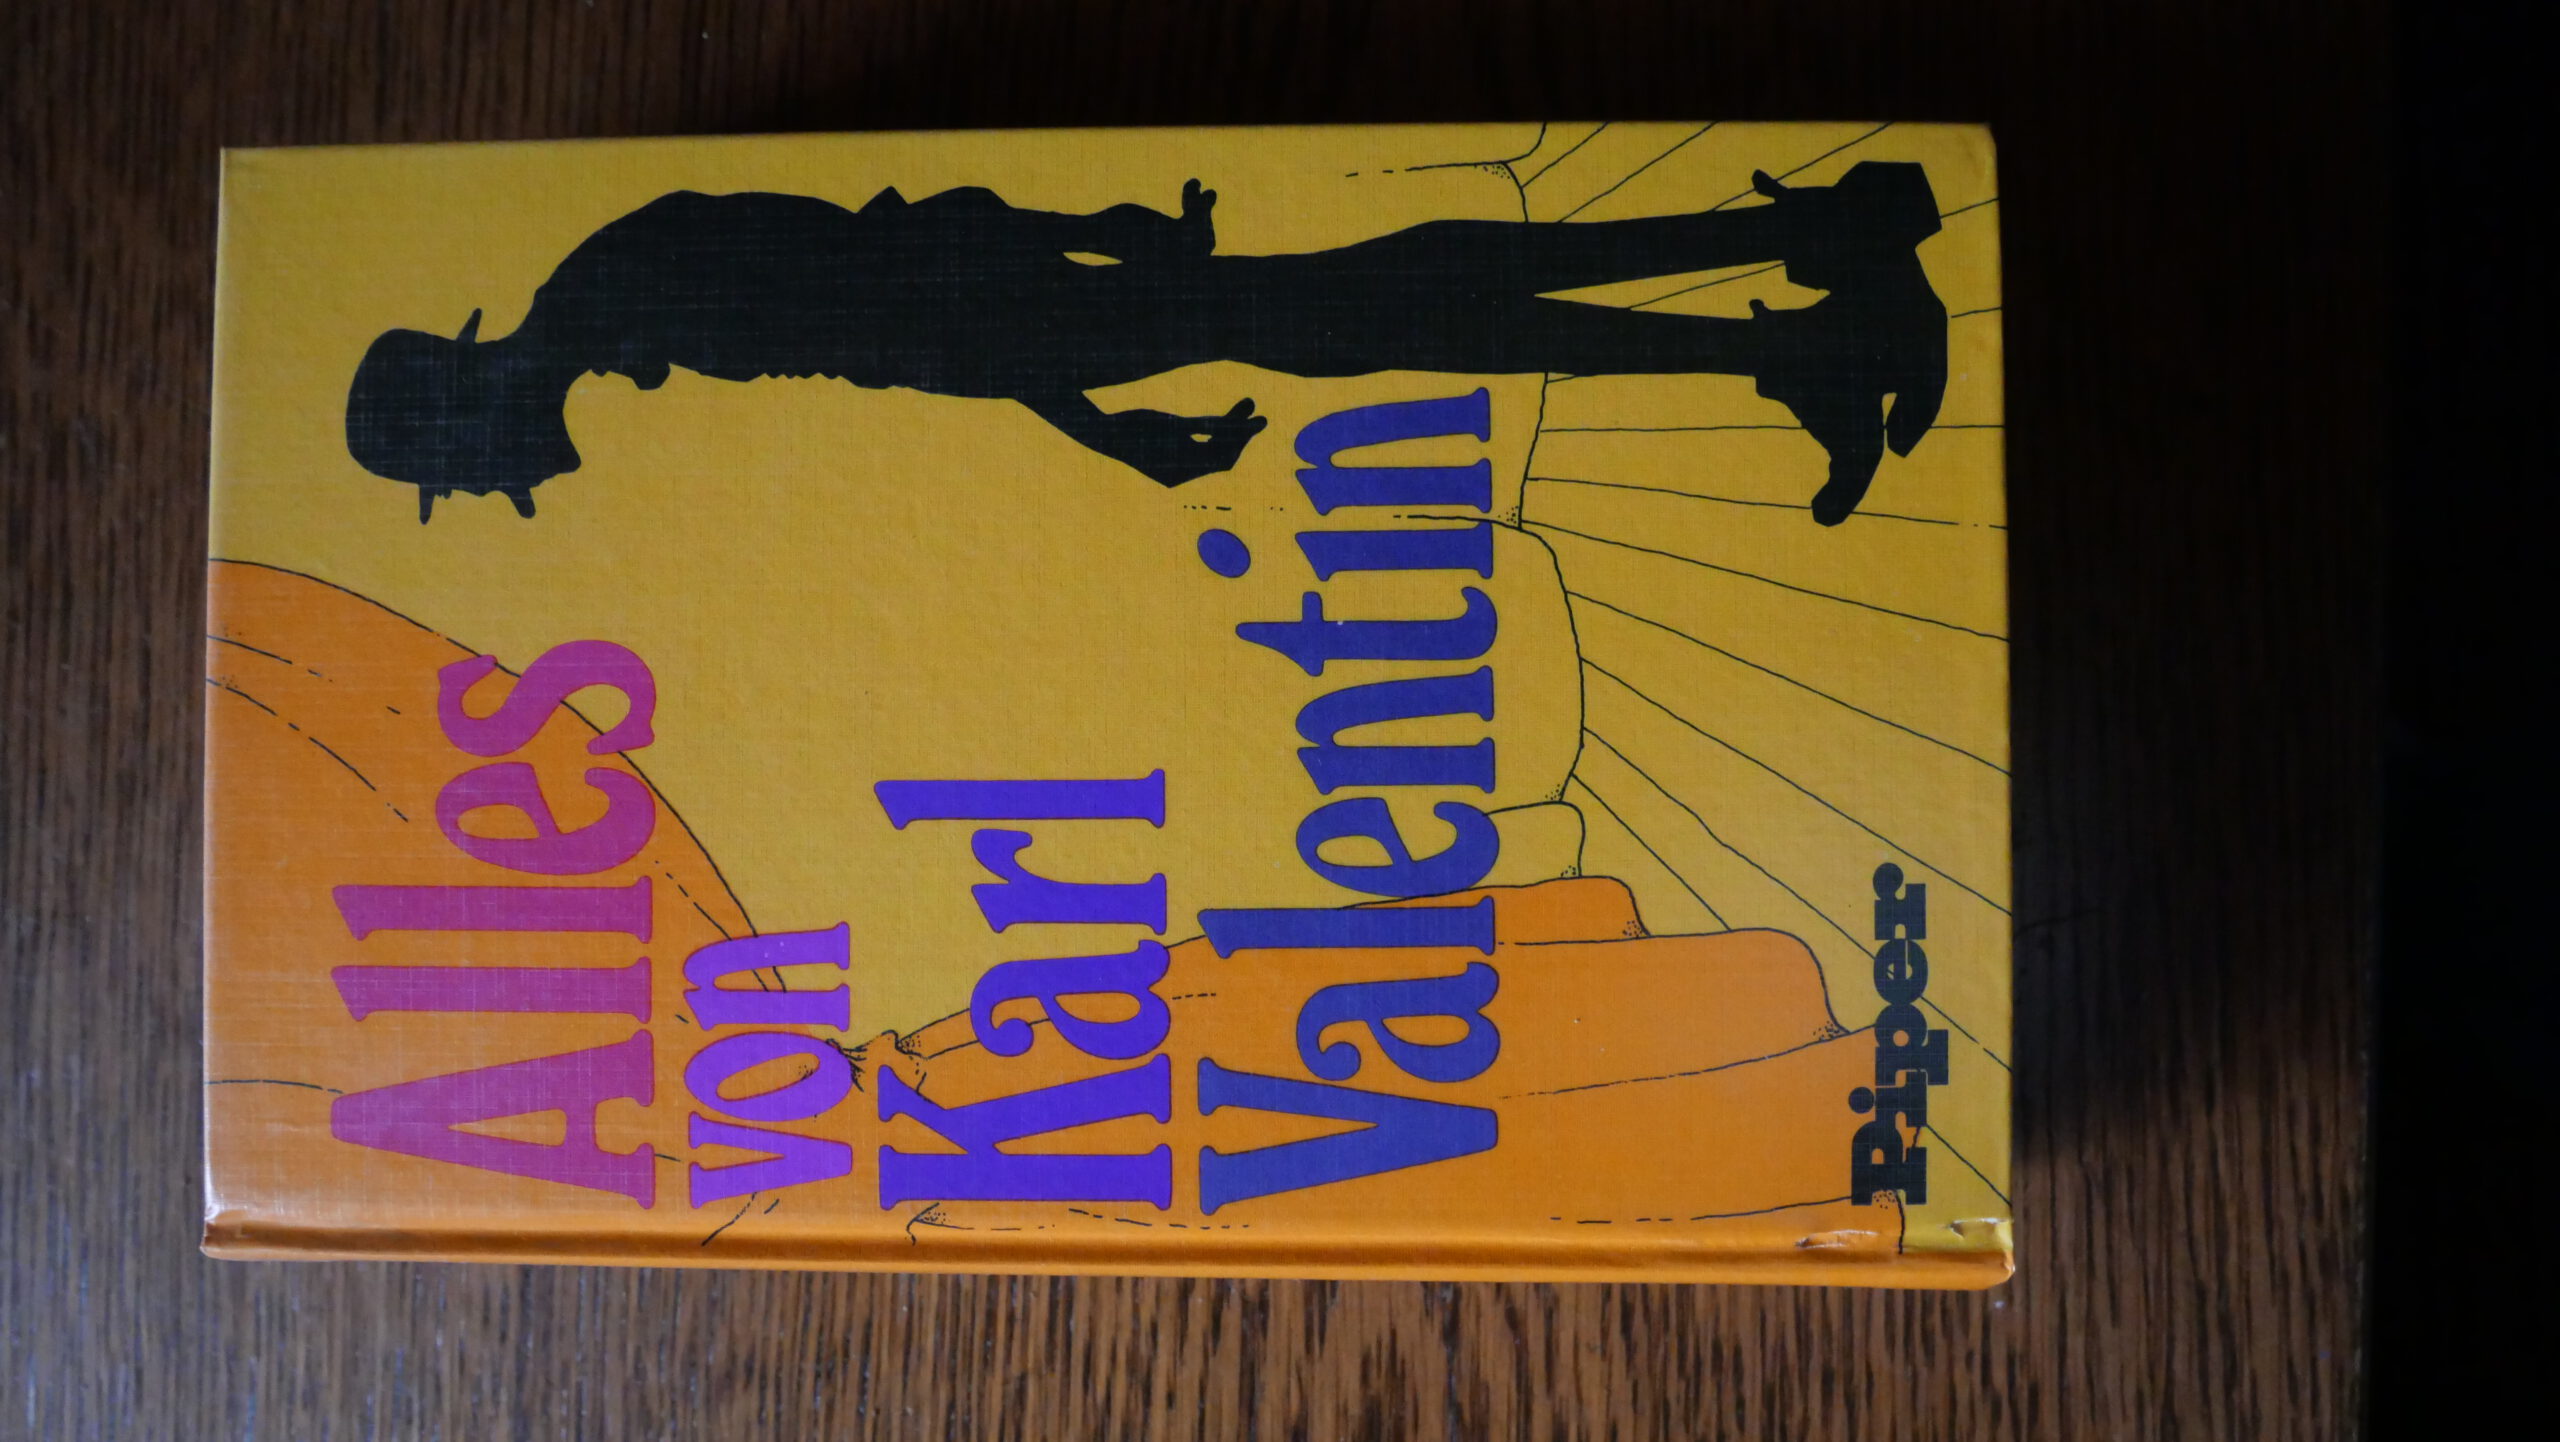 Alles
von
Karl
Valentin
Piper